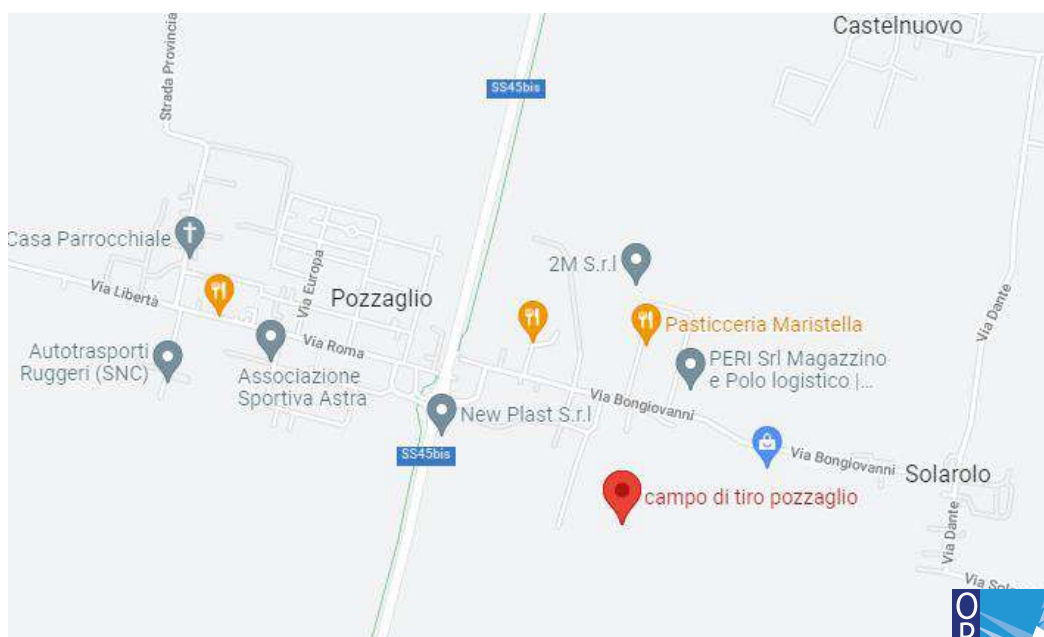 Castelnuovo
Strada Provincia
SS45bis
Casa Parrocchiale
2M S.r.l
Via Libertà
Via Europa
Pozzaglio
Via Dante
Pasticceria Maristella
Via Roma
Autotrasporti
Ruggeri (SNC)
Associazione
Sportiva Astra
PERI Srl Magazzino
e Polo logistico |...
Via Bongiovanni
New Plast S.r.l
SS45bis
Via Bongiovanni
Solarolo
campo di tiro pozzaglio
Via Dante